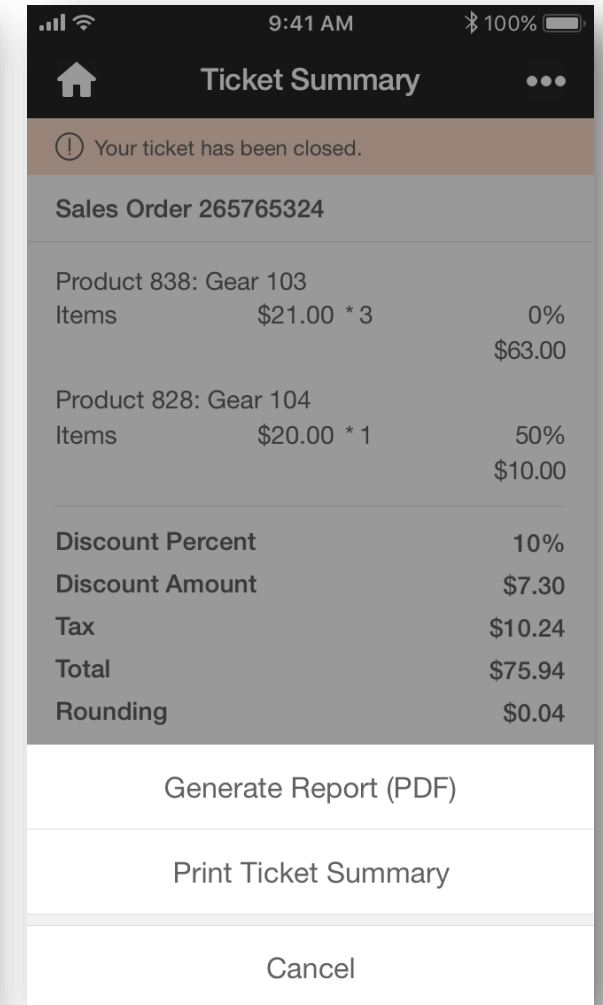 9:41 AM 100%
Ticket Summary
Your ticket has been closed.
Sales Order 265765324
Product 838: Gear 103
Items $21.00 * 3 0%
$63.00
Product 828: Gear 104
Items $20.00 * 1 50%
$10.00
Discount Percent 10%
Discount Amount $7.30
Tax $10.24
Total $75.94
Rounding $0.04
Generate Report (PDF)
Print Ticket Summary
Cancel